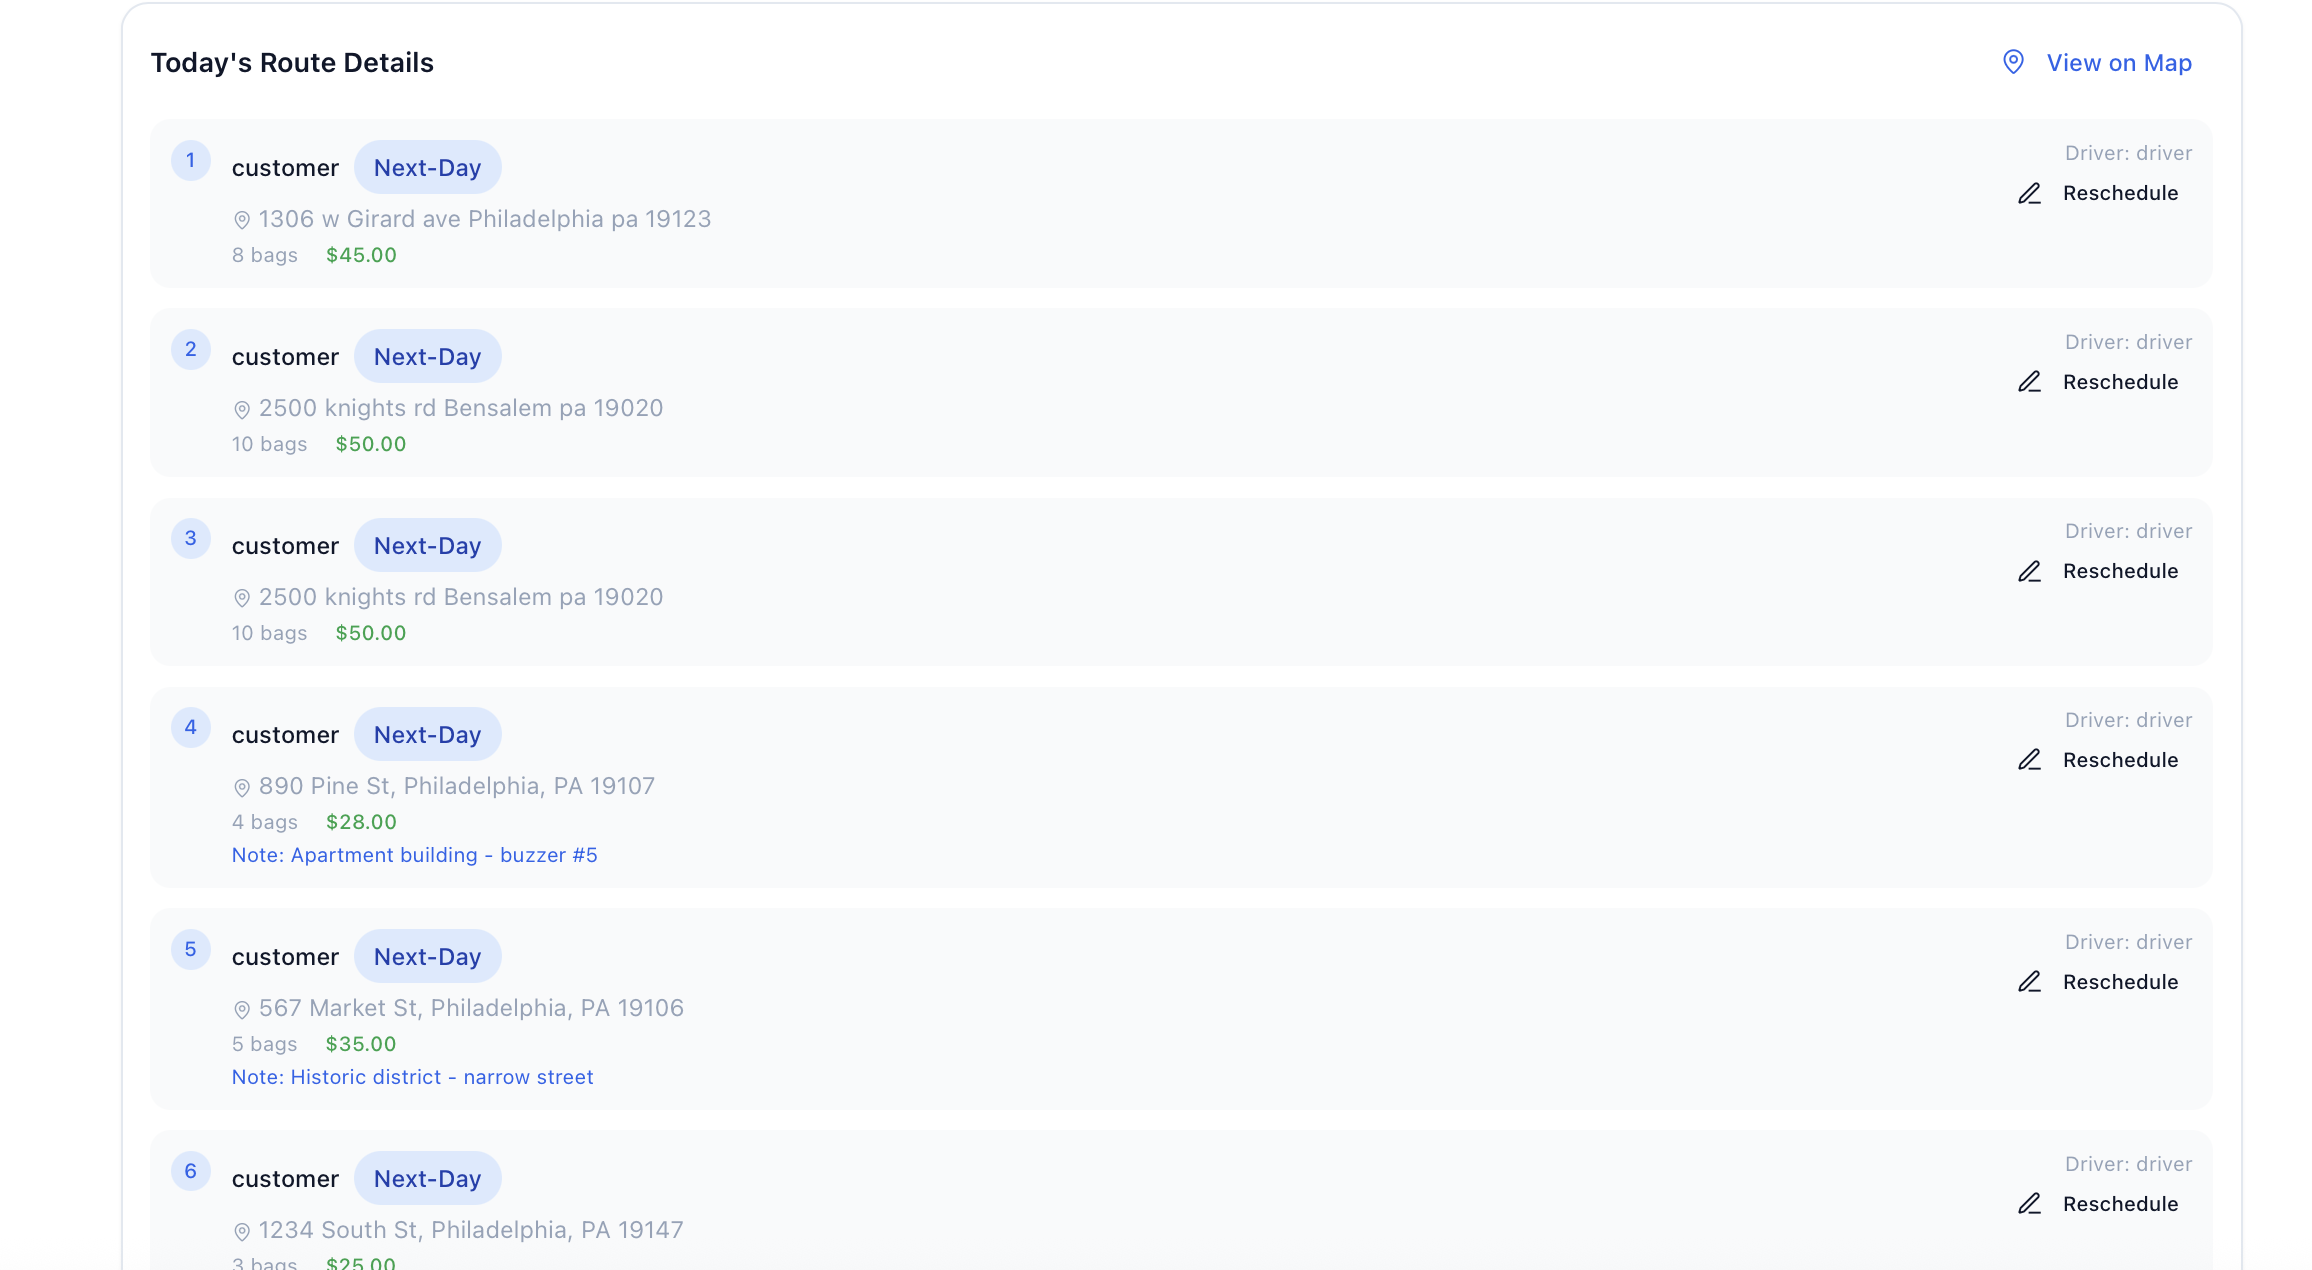 Today's Route Details
View on Map
1
customer Next-Day
Driver: driver
Reschedule
1306 w Girard ave Philadelphia pa 19123
8 bags $45.00
2
customer Next-Day
Driver: driver
Reschedule
2500 knights rd Bensalem pa 19020
10 bags $50.00
3
customer Next-Day
Driver: driver
Reschedule
2500 knights rd Bensalem pa 19020
10 bags $50.00
4
customer Next-Day
Driver: driver
Reschedule
890 Pine St, Philadelphia, PA 19107
4 bags $28.00
Note: Apartment building - buzzer #5
5
customer Next-Day
Driver: driver
Reschedule
567 Market St, Philadelphia, PA 19106
5 bags $35.00
Note: Historic district - narrow street
6
customer Next-Day
Driver: driver
Reschedule
1234 South St, Philadelphia, PA 19147
3 bags $25.00